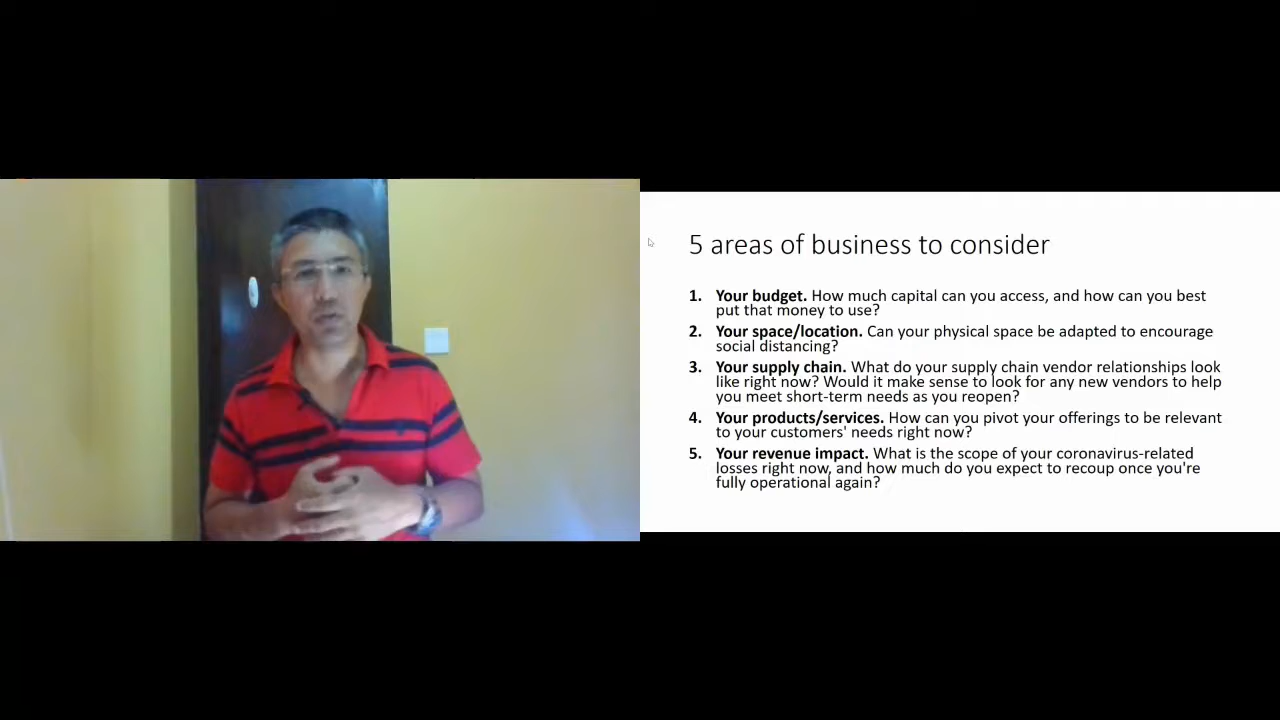 5 areas of business to consider
1. Your budget. How much capital can you access, and how can you best
put that money to use?
2. Your space/location. Can your physical space be adapted to encourage
social distancing?
3. Your supply chain. What do your supply chain vendor relationships look
like right now? Would it make sense to look for any new vendors to help
you meet short-term needs as you reopen?
4. Your products/services. How can you pivot your offerings to be relevant
to your customers' needs right now?
5. Your revenue impact. What is the scope of your coronavirus-related
losses right now, and how much do you expect to recoup once you're
fully operational again?